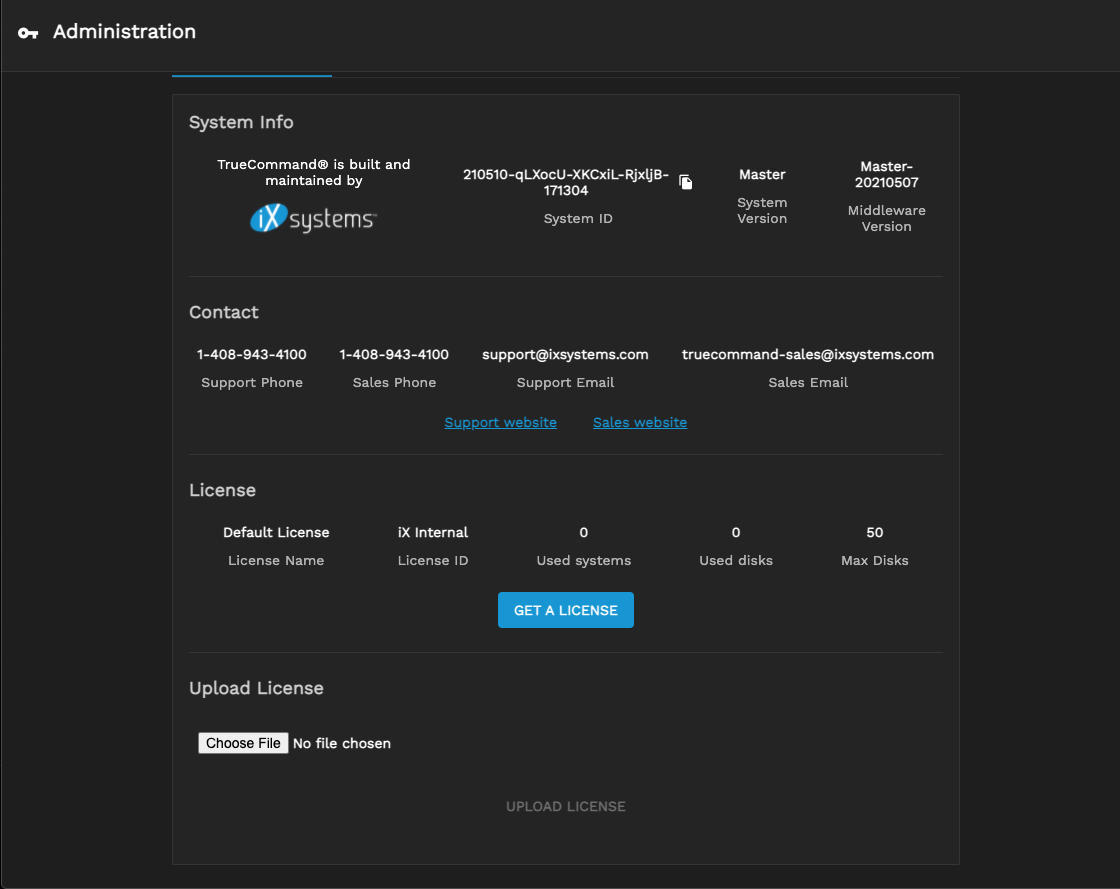 Administration
System Info
TrueCommand® is built and
maintained by
iXsystems™
210510-qLXocU-XKCxiL-RjxljB-
171304
System ID
Master
System
Version
Master-
20210507
Middleware
Version
Contact
1-408-943-4100
Support Phone
1-408-943-4100
Sales Phone
support@ixsystems.com
Support Email
truecommand-sales@ixsystems.com
Sales Email
Support website
Sales website
License
Default License
License Name
iX Internal
License ID
0
Used systems
0
Used disks
50
Max Disks
GET A LICENSE
Upload License
Choose File No file chosen
UPLOAD LICENSE